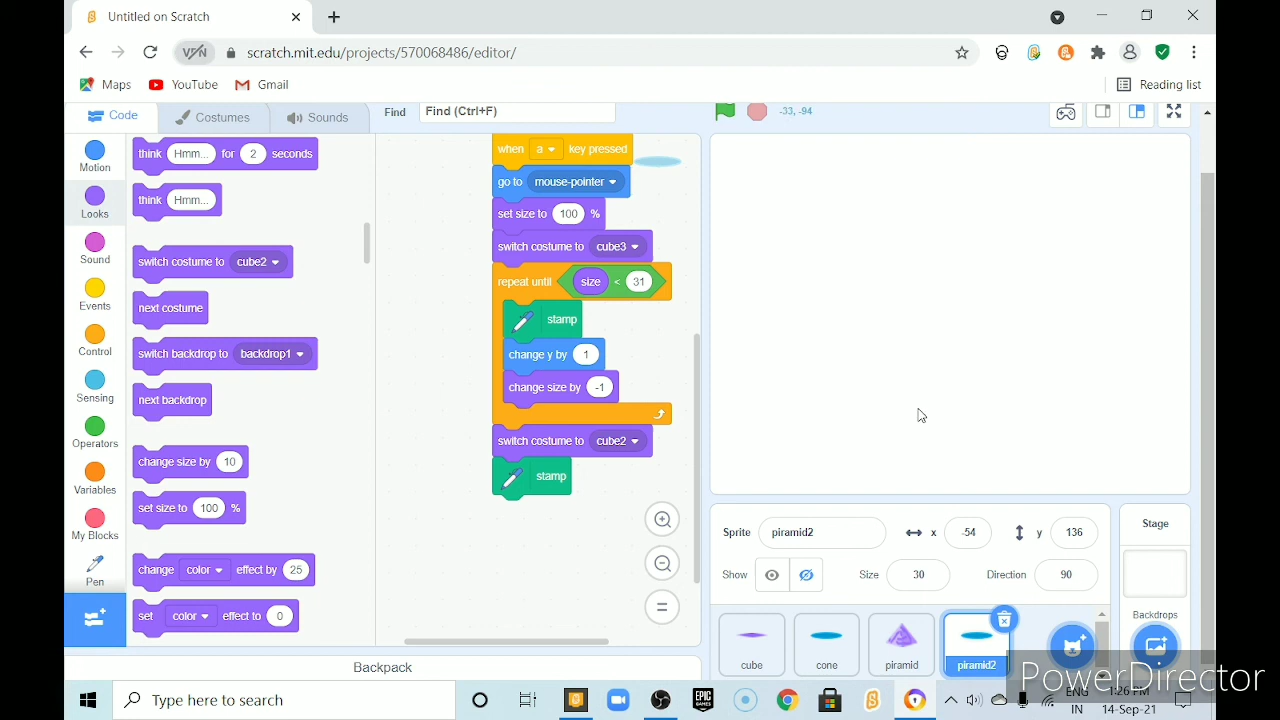 Untitled on Scratch
VPN scratch.mit.edu/projects/570068486/editor/
Maps YouTube Gmail Reading list
Code Costumes Sounds Find Find (Ctrl+F) -33, -94
Motion
Looks
Sound
Events
Control
Sensing
Operators
Variables
My Blocks
Pen
think Hmm... for 2 seconds
think Hmm...
switch costume to cube2
next costume
switch backdrop to backdrop1
next backdrop
change size by 10
set size to 100 %
change color effect by 25
set color effect to 0
when a key pressed
go to mouse-pointer
set size to 100 %
switch costume to cube3
repeat until size < 31
stamp
change y by 1
change size by -1
switch costume to cube2
stamp
Backpack
Sprite piramid2 x -54 y 136
Show Size 30 Direction 90
cube cone piramid piramid2
Stage
Backdrops
PowerDirector
Type here to search
EPIC GAMES
ENG 1:26 PM
IN 14-Sep-21